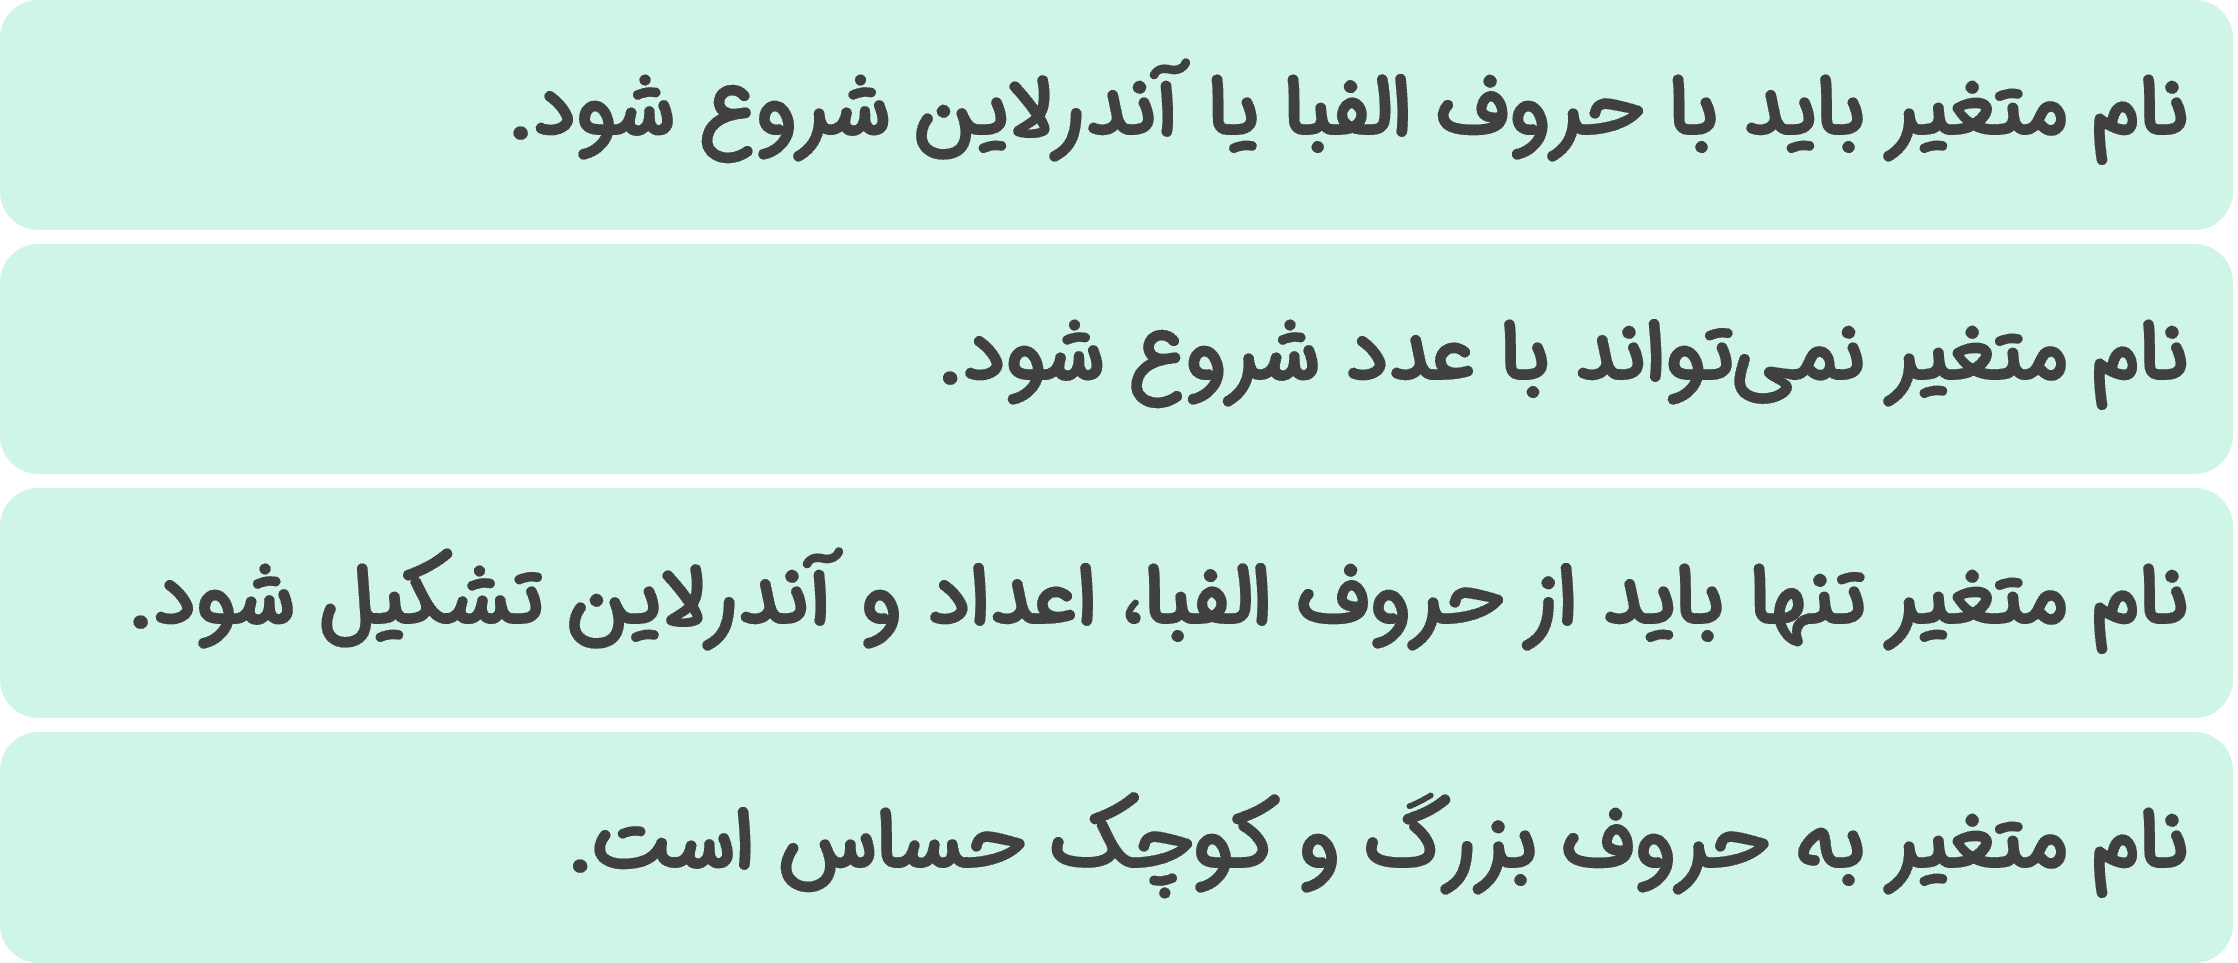 نام متغیر باید با حروف الفبا یا آندرلاین شروع شود.
نام متغیر نمی‌تواند با عدد شروع شود.
نام متغیر تنها باید از حروف الفبا، اعداد و آندرلاین تشکیل شود.
نام متغیر به حروف بزرگ و کوچک حساس است.